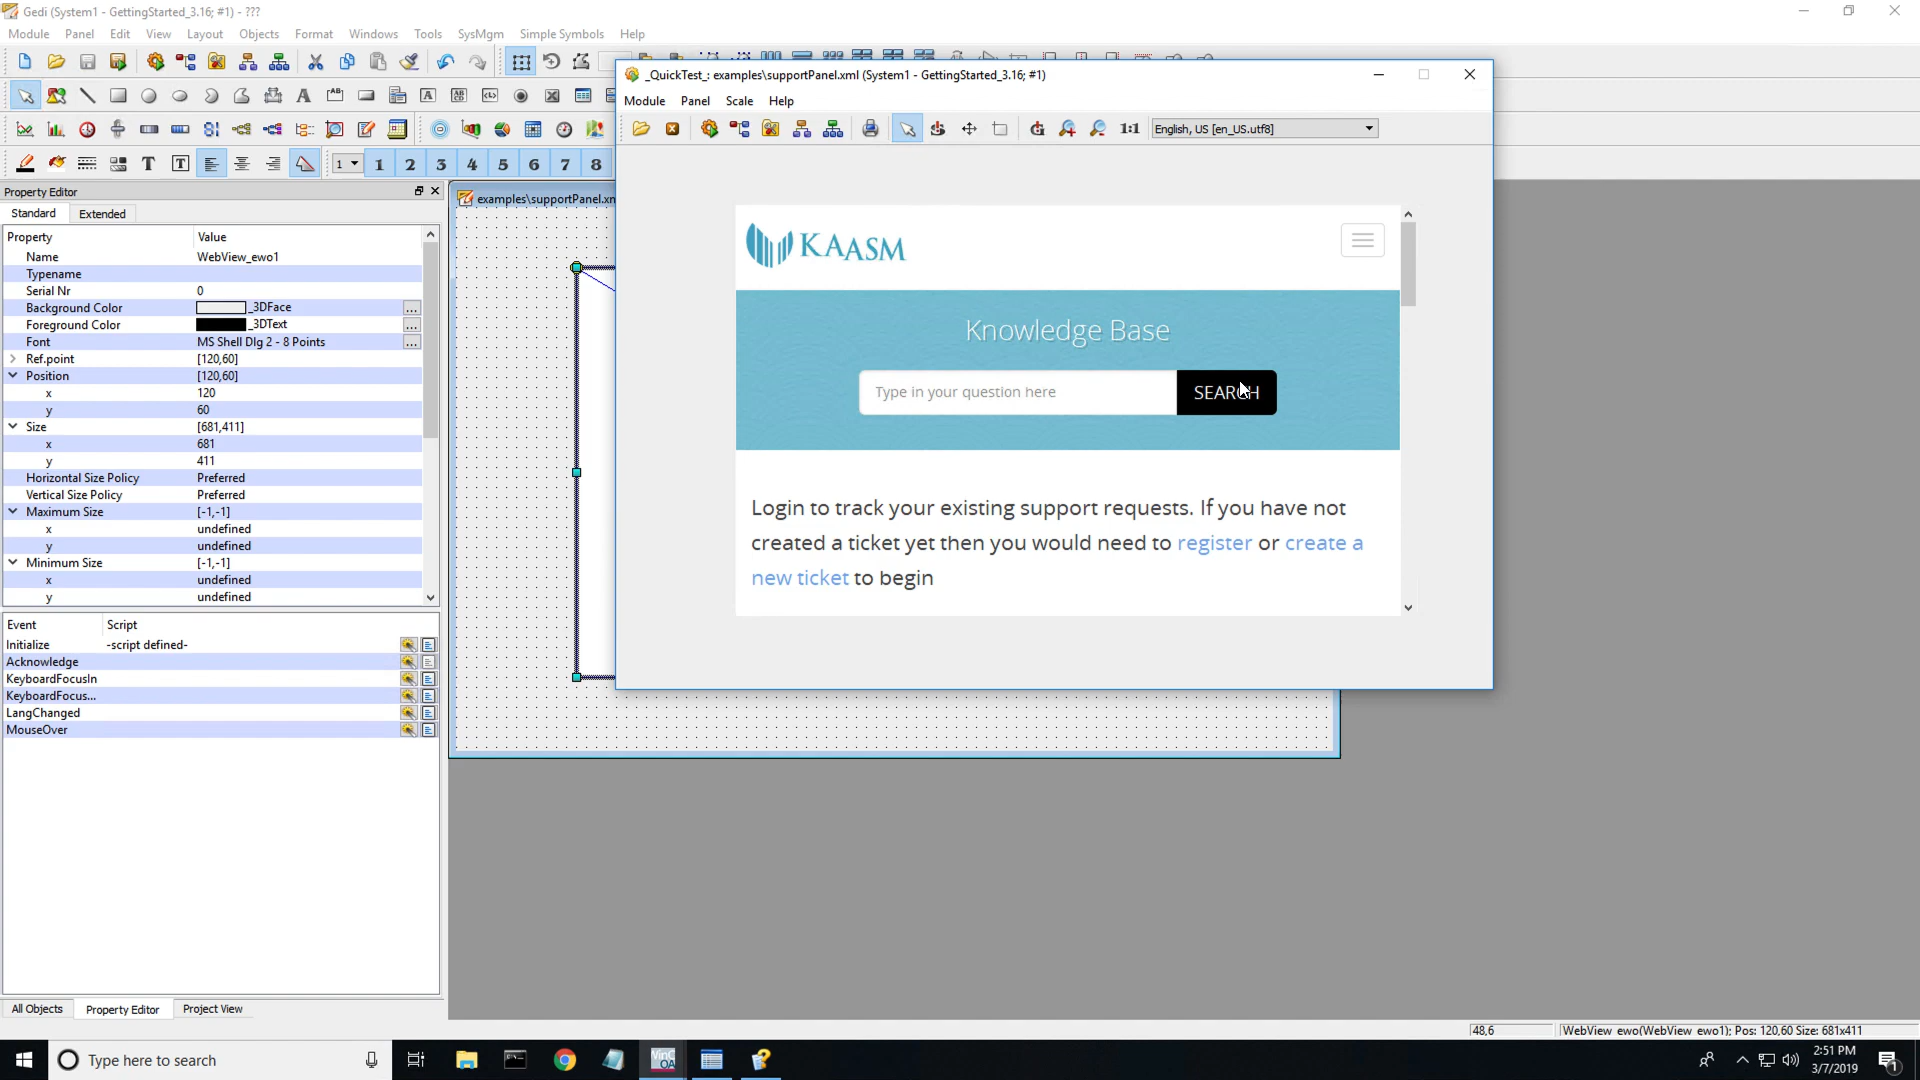 Gedi (System1 - GettingStarted_3.16; #1) - ???
Module Panel Edit View Layout Objects Format Windows Tools SysMgm Simple Symbols Help
1 1 2 3 4 5 6 7 8
Property Editor
Standard Extended
Property Value
Name WebView_ewo1
Typename
Serial Nr 0
Background Color _3DFace ...
Foreground Color _3DText ...
Font MS Shell Dlg 2 - 8 Points ...
Ref.point [120,60]
Position [120,60]
x 120
y 60
Size [681,411]
x 681
y 411
Horizontal Size Policy Preferred
Vertical Size Policy Preferred
Maximum Size [-1,-1]
x undefined
y undefined
Minimum Size [-1,-1]
x undefined
y undefined
Event Script
Initialize -script defined-
Acknowledge
KeyboardFocusIn
KeyboardFocus...
LangChanged
MouseOver
All Objects Property Editor Project View
examples\supportPanel.xm
_QuickTest_: examples\supportPanel.xml (System1 - GettingStarted_3.16; #1)
Module Panel Scale Help
1:1 English, US [en_US.utf8]
KAASM
Knowledge Base
Type in your question here SEARCH
Login to track your existing support requests. If you have not
created a ticket yet then you would need to register or create a
new ticket to begin
48,6 WebView_ewo(WebView_ewo1); Pos: 120,60 Size: 681x411
Type here to search
2:51 PM
3/7/2019